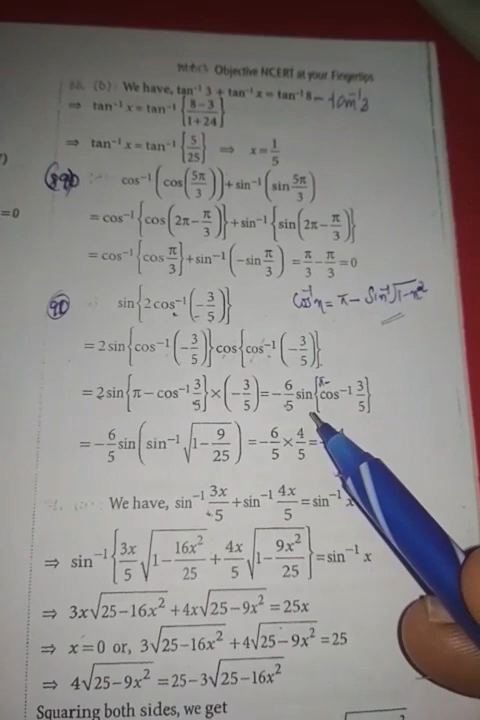 Objective NCERT at your Fingertips
88. (b) : We have, tan⁻¹ 3 + tan⁻¹ x = tan⁻¹ 8 – tan⁻¹3
⇒ tan⁻¹ x = tan⁻¹ {(8 − 3)/(1 + 24)}
⇒ tan⁻¹ x = tan⁻¹ {5/25} ⇒ x = 1/5
=0
89. cos⁻¹(cos(5π/3)) + sin⁻¹(sin 5π/3)
= cos⁻¹{cos(2π − π/3)} + sin⁻¹{sin(2π − π/3)}
= cos⁻¹{cos π/3} + sin⁻¹(−sin π/3) = π/3 − π/3 = 0
90. sin{2cos⁻¹(−3/5)}
cos⁻¹x = π − sin⁻¹√(1−x²)
= 2 sin{cos⁻¹(−3/5)} cos{cos⁻¹(−3/5)}
= 2 sin{π − cos⁻¹ 3/5} × (−3/5) = −6/5 sin{cos⁻¹ 3/5}
π−
= −6/5 sin(sin⁻¹ √(1 − 9/25)) = −6/5 × 4/5 =
We have, sin⁻¹ 3x/5 + sin⁻¹ 4x/5 = sin⁻¹ x
⇒ sin⁻¹{3x/5 √(1 − 16x²/25) + 4x/5 √(1 − 9x²/25)} = sin⁻¹ x
⇒ 3x√(25 − 16x²) + 4x√(25 − 9x²) = 25x
⇒ x = 0 or, 3√(25 − 16x²) + 4√(25 − 9x²) = 25
⇒ 4√(25 − 9x²) = 25 − 3√(25 − 16x²)
Squaring both sides, we get